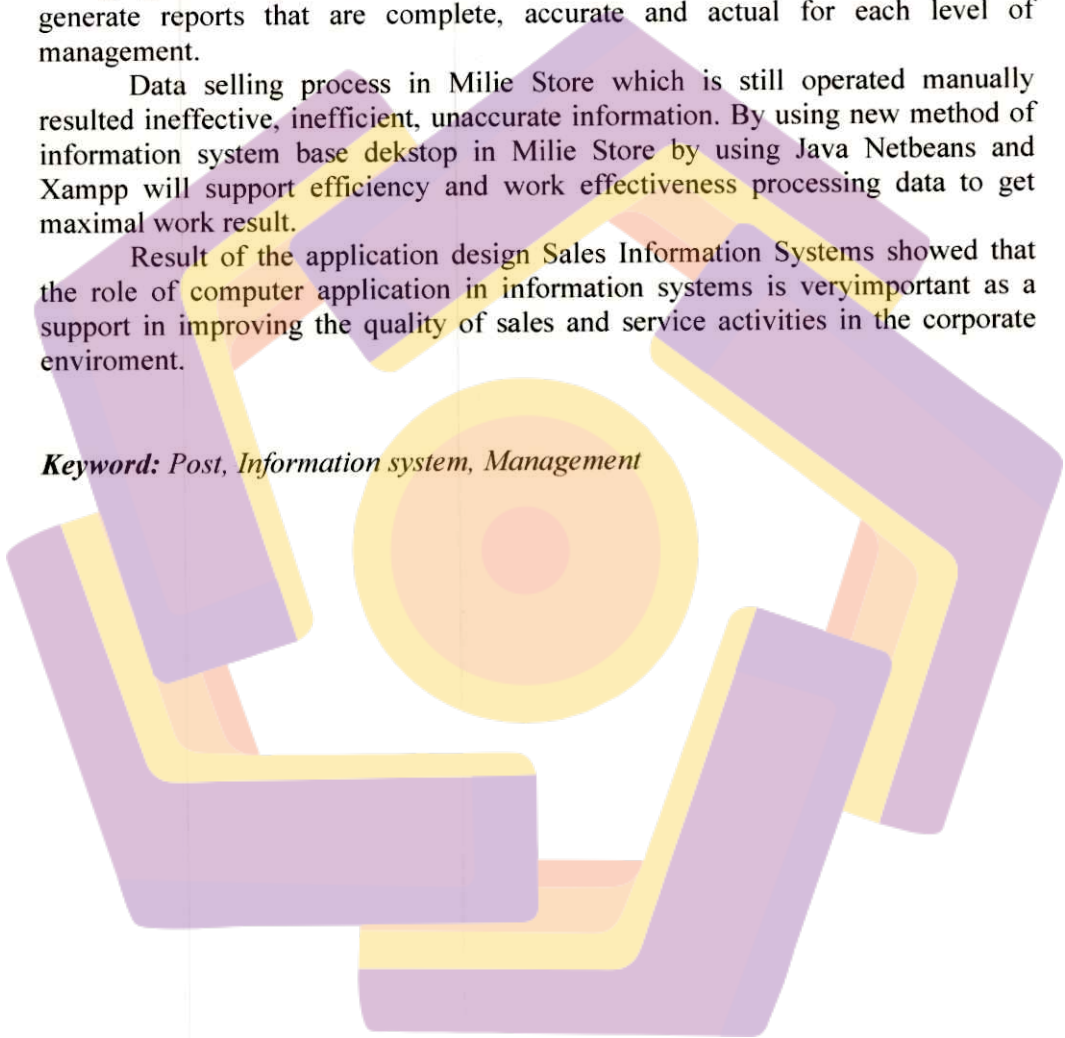 generate reports that are complete, accurate and actual for each level of
management.
Data selling process in Milie Store which is still operated manually
resulted ineffective, inefficient, unaccurate information. By using new method of
information system base dekstop in Milie Store by using Java Netbeans and
Xampp will support efficiency and work effectiveness processing data to get
maximal work result.
Result of the application design Sales Information Systems showed that
the role of computer application in information systems is veryimportant as a
support in improving the quality of sales and service activities in the corporate
enviroment.
Keyword: Post, Information system, Management